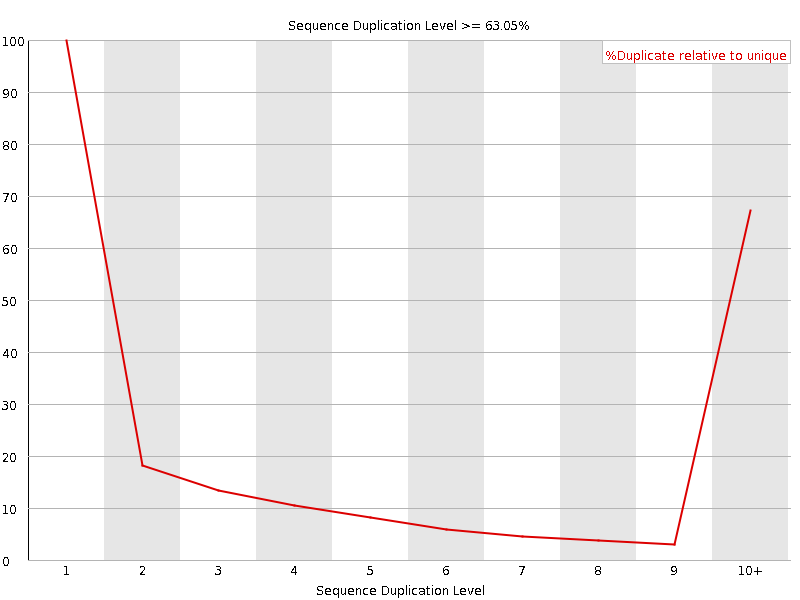 Sequence Duplication Level >= 63.05%
%Duplicate relative to unique
100
90
80
70
60
50
40
30
20
10
0
1 2 3 4 5 6 7 8 9 10+
Sequence Duplication Level